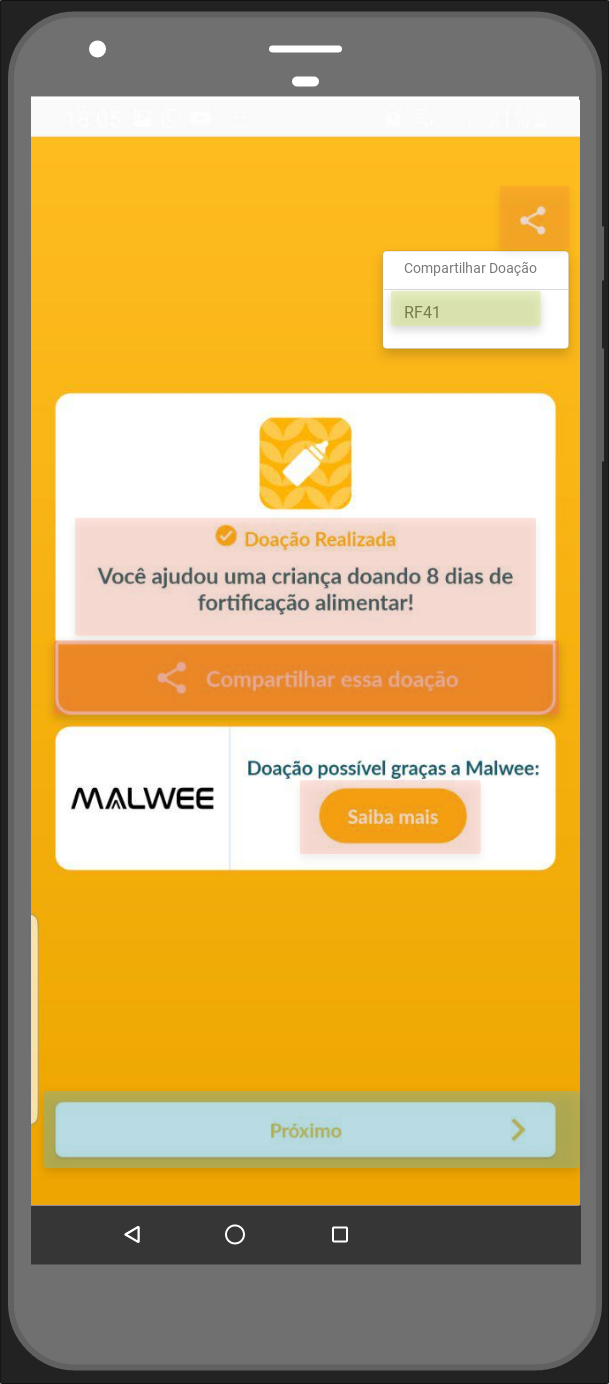 Compartilhar Doação
RF41
Doação Realizada
Você ajudou uma criança doando 8 dias de
fortificação alimentar!
Compartilhar essa doação
MALWEE
Doação possível graças a Malwee:
Saiba mais
Próximo